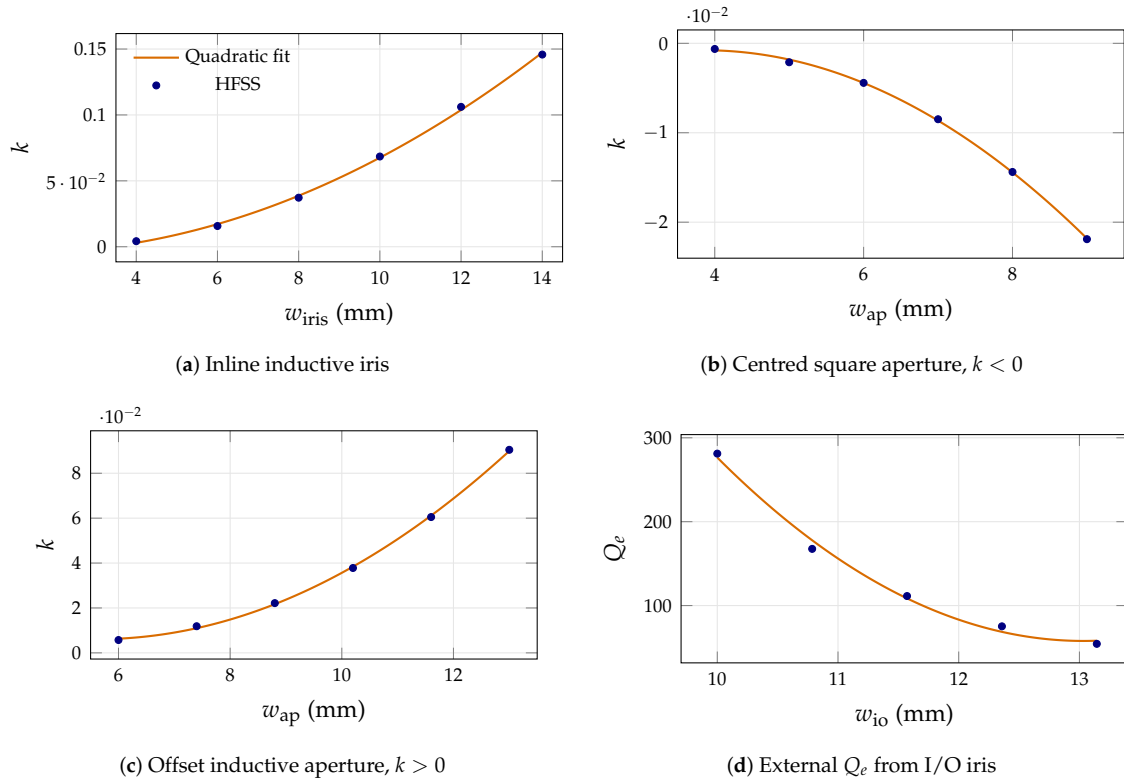 0.15
0.1
5 · 10⁻²
0
k
Quadratic fit
HFSS
4 6 8 10 12 14
w_iris (mm)
(a) Inline inductive iris
·10⁻²
0
−1
−2
k
4 6 8
w_ap (mm)
(b) Centred square aperture, k < 0
·10⁻²
8
6
4
2
0
k
6 8 10 12
w_ap (mm)
(c) Offset inductive aperture, k > 0
300
200
100
Q_e
10 11 12 13
w_io (mm)
(d) External Q_e from I/O iris